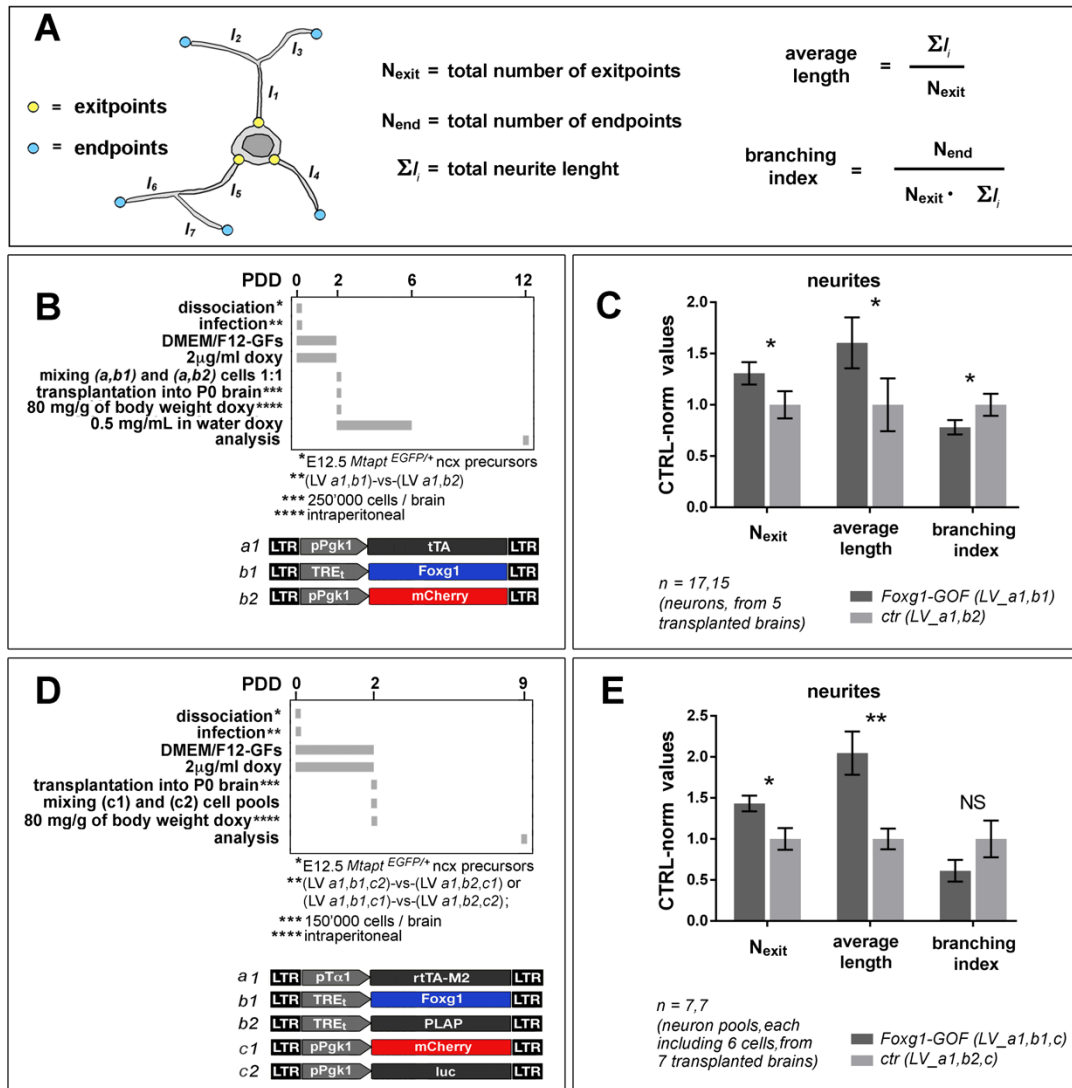 A
l2
l3
l1
l4
l5
l6
l7
= exitpoints
= endpoints
Nexit = total number of exitpoints
Nend = total number of endpoints
Σli = total neurite lenght
average length = Σli / Nexit
branching index = Nend / Nexit · Σli
B
PDD 0 2 6 12
dissociation*
infection**
DMEM/F12-GFs
2µg/ml doxy
mixing (a,b1) and (a,b2) cells 1:1
transplantation into P0 brain***
80 mg/g of body weight doxy****
0.5 mg/mL in water doxy
analysis
*E12.5 Mtapt EGFP/+ ncx precursors
**(LV a1,b1)-vs-(LV a1,b2)
*** 250'000 cells / brain
**** intraperitoneal
a1 LTR pPgk1 tTA LTR
b1 LTR TREt Foxg1 LTR
b2 LTR pPgk1 mCherry LTR
C
neurites
CTRL-norm values
2.0
1.5
1.0
0.5
0.0
*
*
*
Nexit
average length
branching index
n = 17,15
(neurons, from 5
transplanted brains)
Foxg1-GOF (LV_a1,b1)
ctr (LV_a1,b2)
D
PDD 0 2 9
dissociation*
infection**
DMEM/F12-GFs
2µg/ml doxy
transplantation into P0 brain***
mixing (c1) and (c2) cell pools
80 mg/g of body weight doxy****
analysis
*E12.5 Mtapt EGFP/+ ncx precursors
**(LV a1,b1,c2)-vs-(LV a1,b2,c1) or
(LV a1,b1,c1)-vs-(LV a1,b2,c2);
*** 150'000 cells / brain
**** intraperitoneal
a1 LTR pTα1 rtTA-M2 LTR
b1 LTR TREt Foxg1 LTR
b2 LTR TREt PLAP LTR
c1 LTR pPgk1 mCherry LTR
c2 LTR pPgk1 luc LTR
E
neurites
CTRL-norm values
2.5
2.0
1.5
1.0
0.5
0.0
*
**
NS
Nexit
average length
branching index
n = 7,7
(neuron pools,each
including 6 cells,from
7 transplanted brains)
Foxg1-GOF (LV_a1,b1,c)
ctr (LV_a1,b2,c)